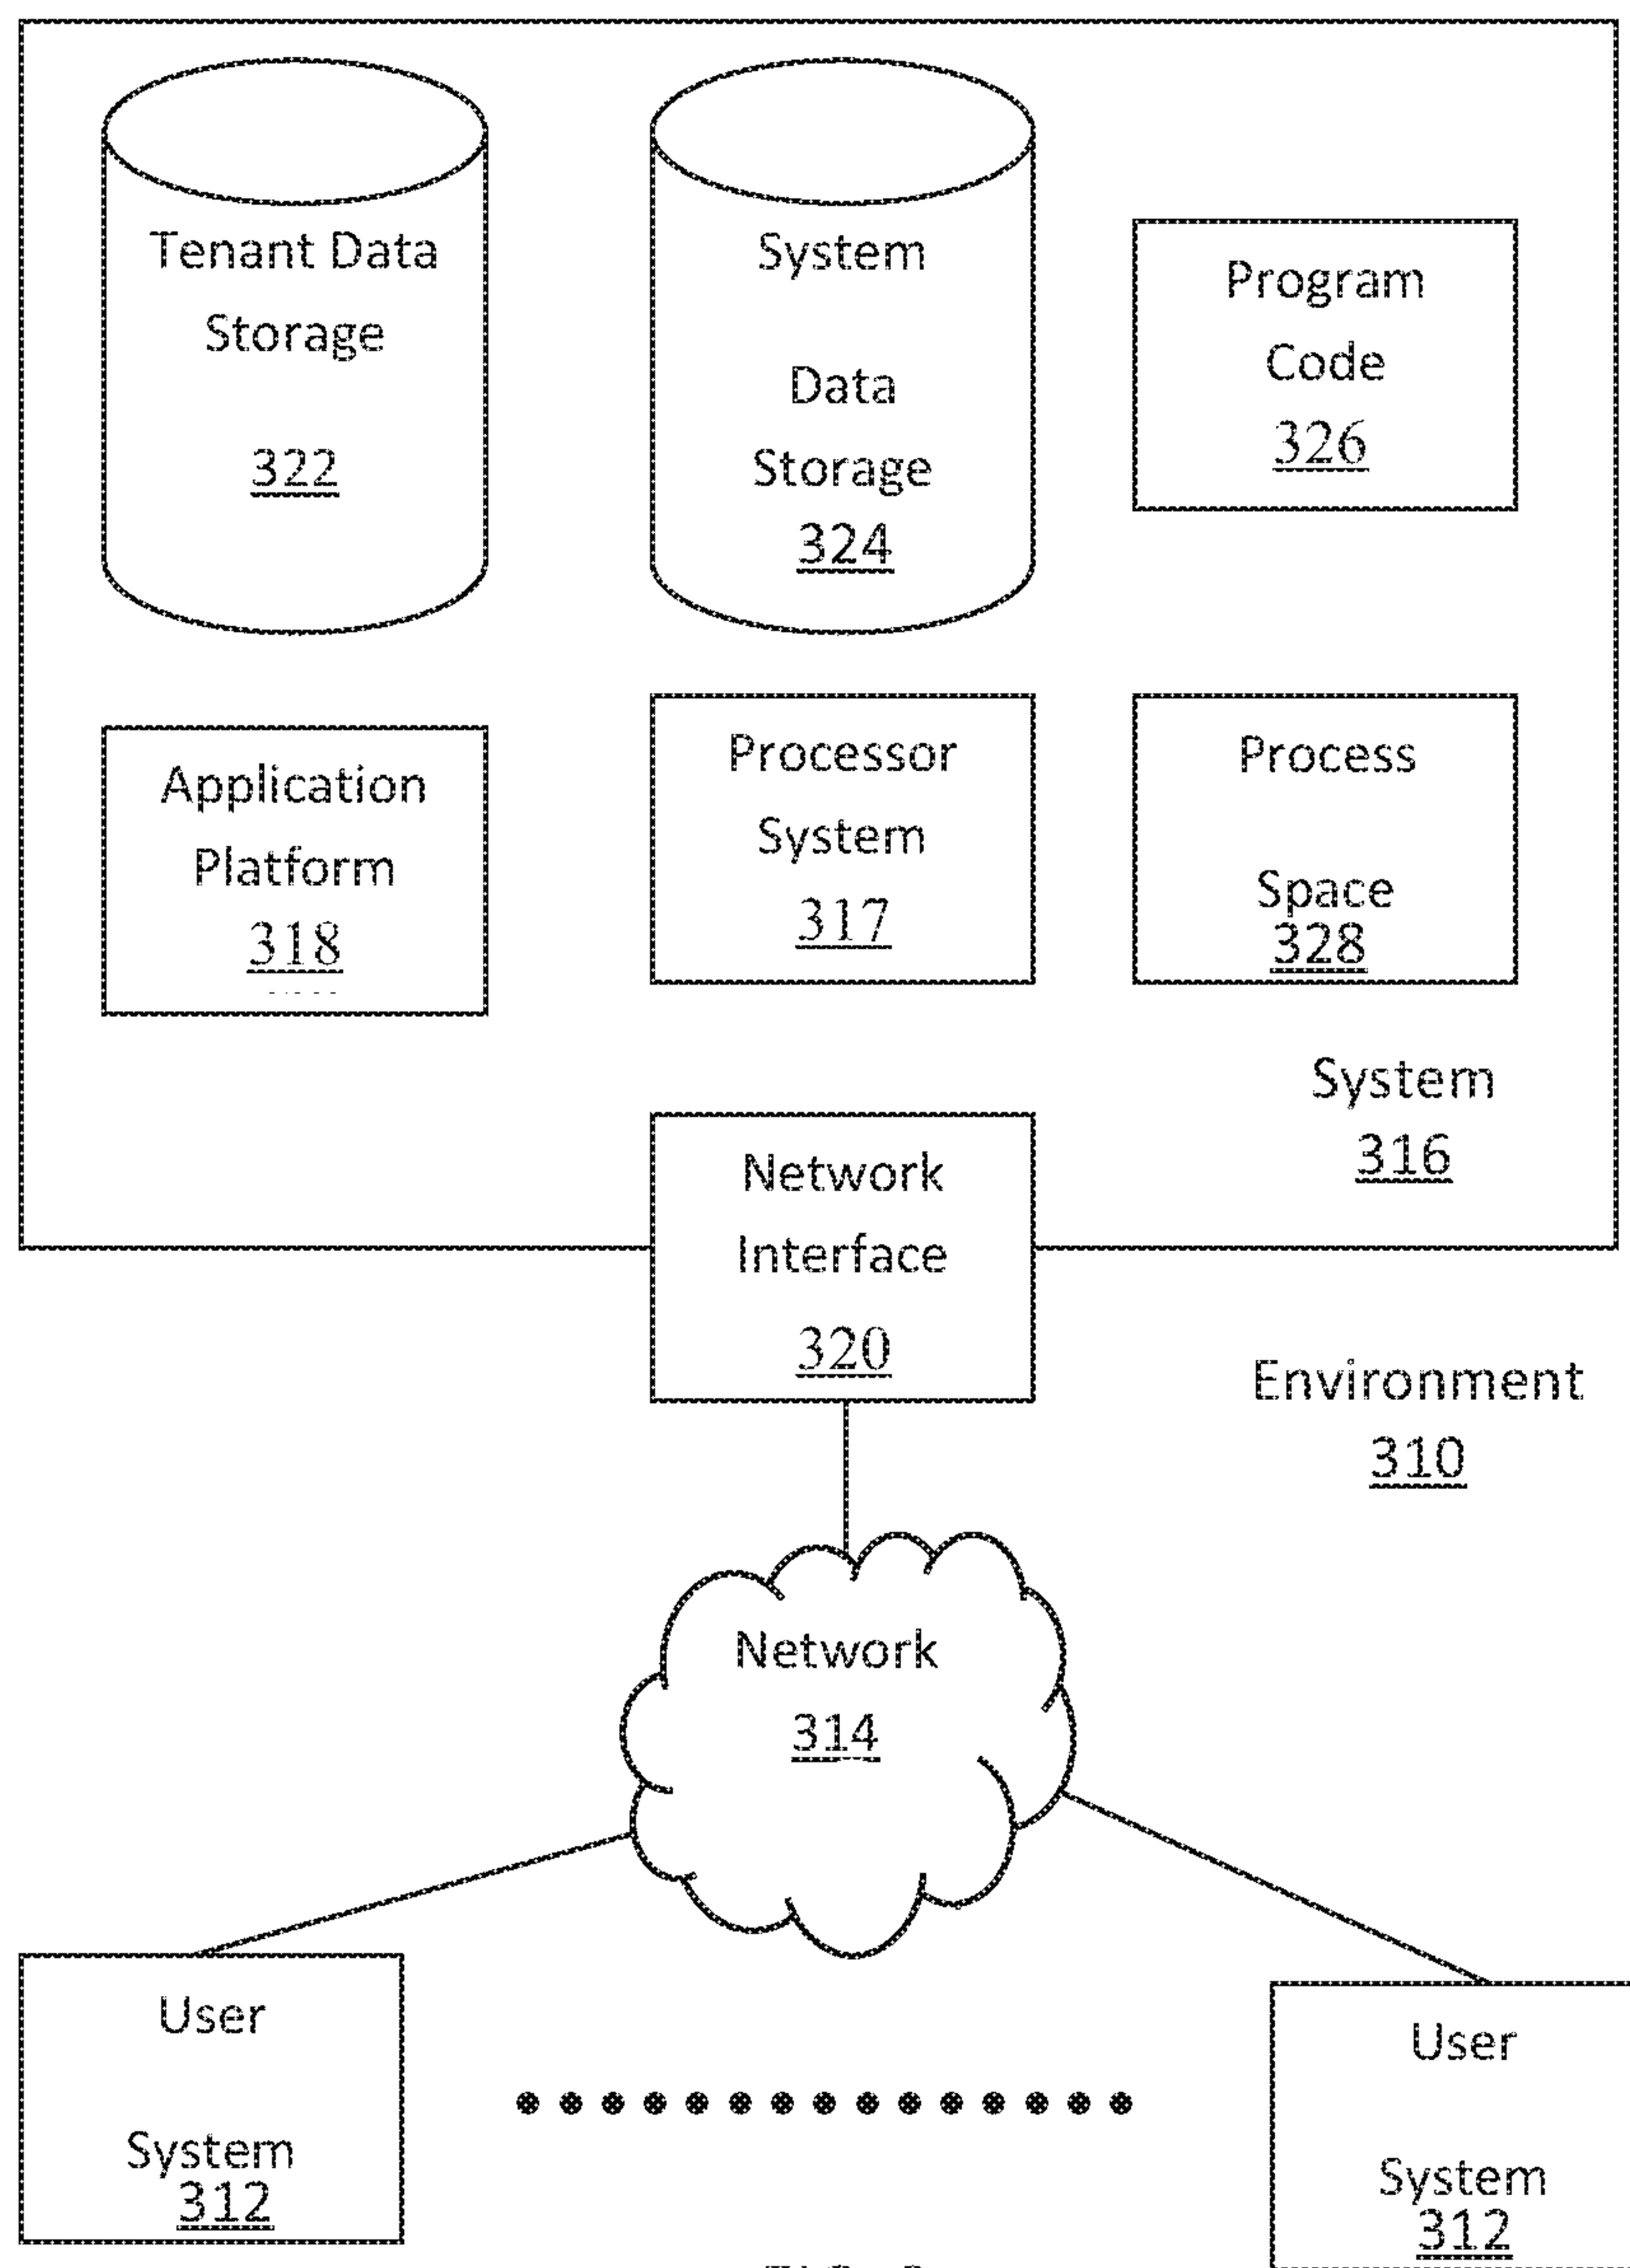 Tenant Data
Storage
322
System
Data
Storage
324
Program
Code
326
Application
Platform
318
Processor
System
317
Process
Space
328
System
316
Network
Interface
320
Environment
310
Network
314
User
System
312
User
System
312